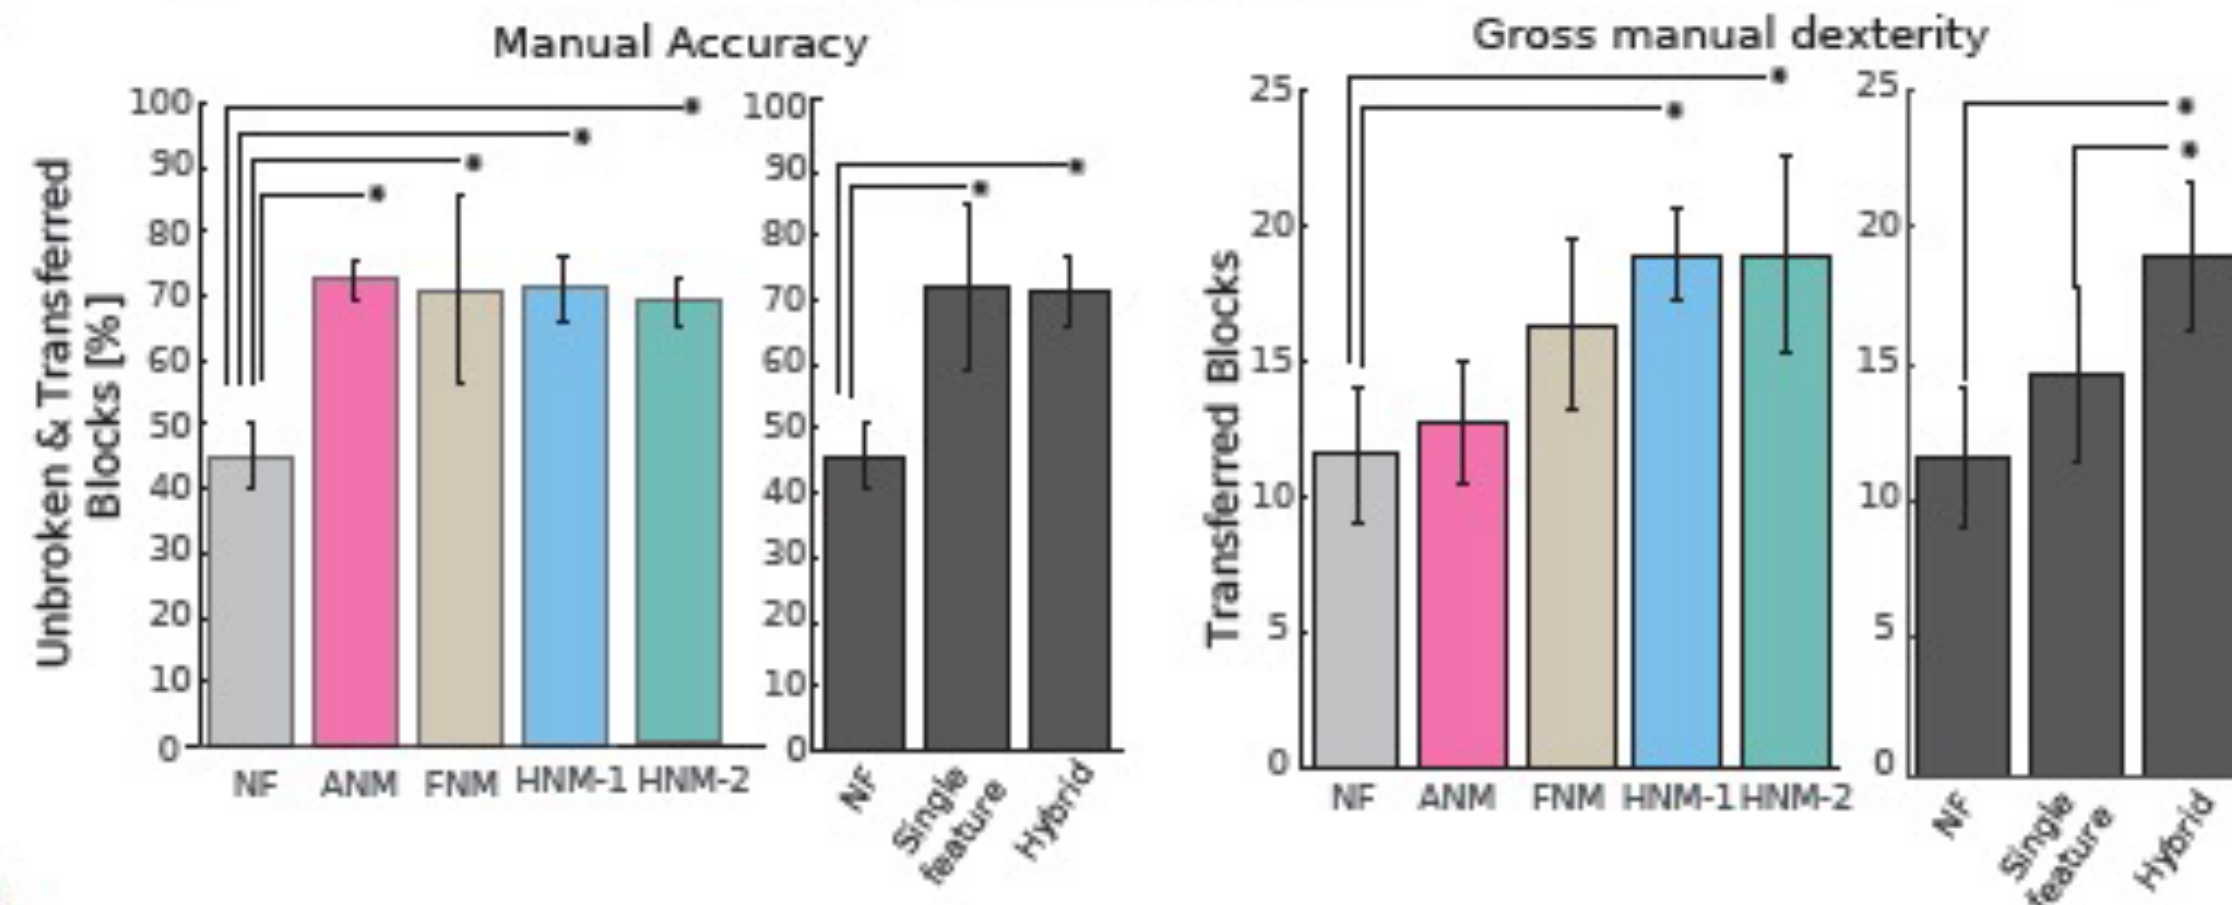 Manual Accuracy
Gross manual dexterity
Unbroken & Transferred
Blocks [%]
100
90
80
70
60
50
40
30
20
10
0
NF ANM FNM HNM-1 HNM-2
100
90
80
70
60
50
40
30
20
10
0
NF
Single
feature
Hybrid
Transferred Blocks
25
20
15
10
5
0
NF ANM FNM HNM-1 HNM-2
25
20
15
10
5
0
NF
Single
feature
Hybrid